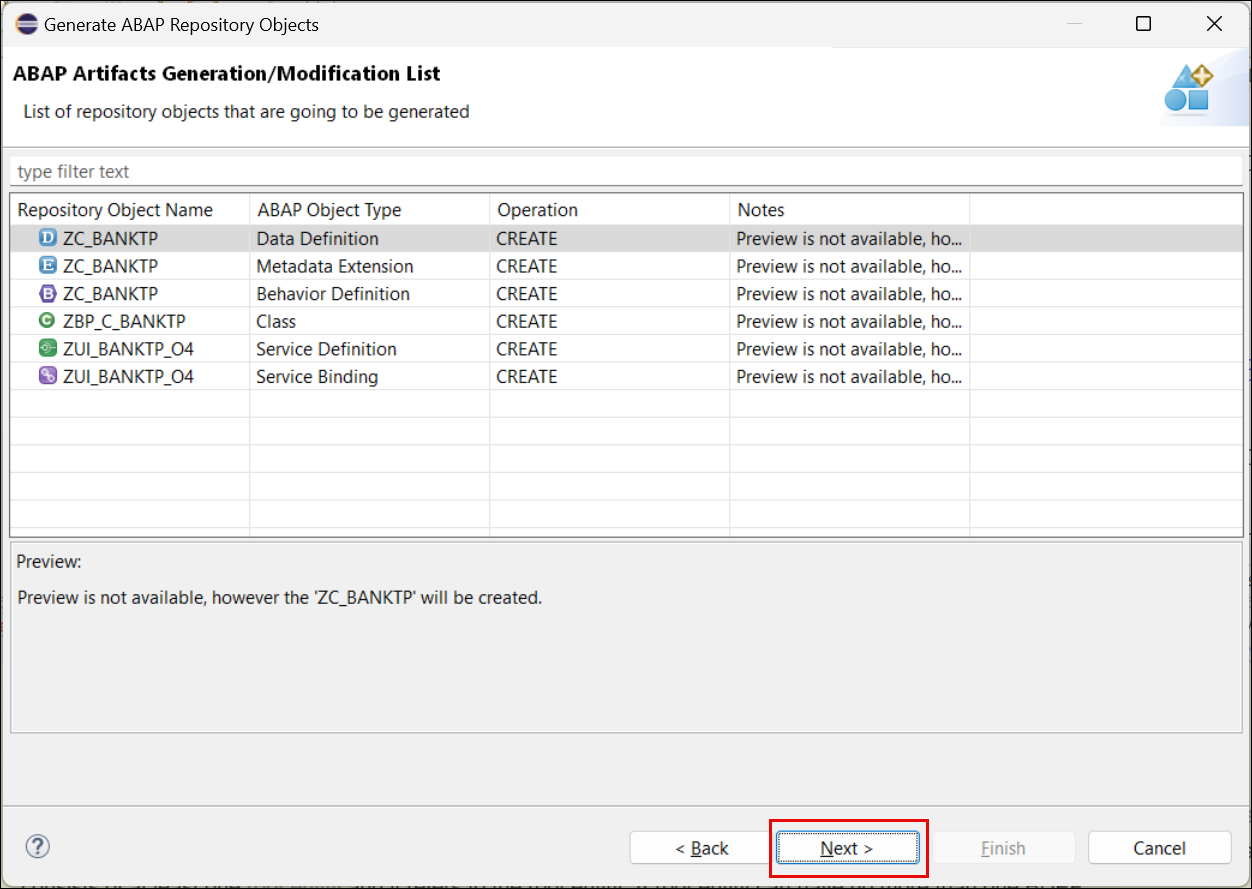 Generate ABAP Repository Objects
ABAP Artifacts Generation/Modification List
List of repository objects that are going to be generated
type filter text
Repository Object Name ABAP Object Type Operation Notes
D ZC_BANKTP Data Definition CREATE Preview is not available, ho...
E ZC_BANKTP Metadata Extension CREATE Preview is not available, ho...
B ZC_BANKTP Behavior Definition CREATE Preview is not available, ho...
C ZBP_C_BANKTP Class CREATE Preview is not available, ho...
ZUI_BANKTP_O4 Service Definition CREATE Preview is not available, ho...
ZUI_BANKTP_O4 Service Binding CREATE Preview is not available, ho...
Preview:
Preview is not available, however the 'ZC_BANKTP' will be created.
? < Back Next > Finish Cancel